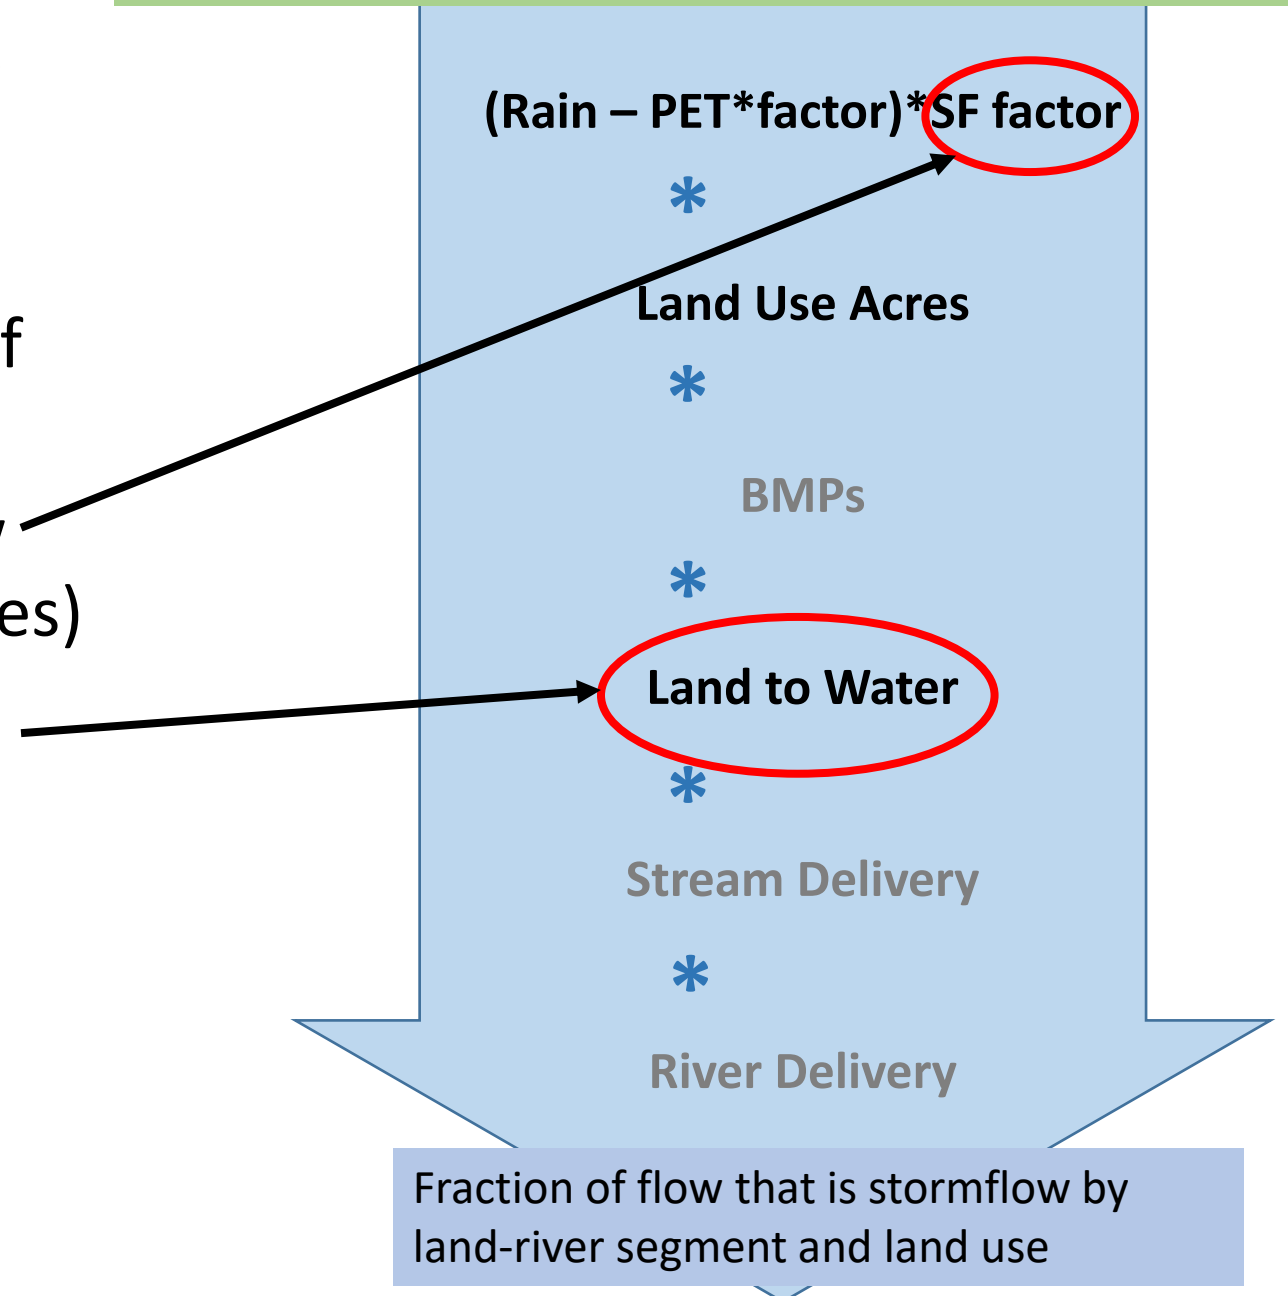 (Rain – PET*factor)*SF factor
*
Land Use Acres
f
*
BMPs
y
*
es)
Land to Water
*
Stream Delivery
*
River Delivery
Fraction of flow that is stormflow by
land-river segment and land use